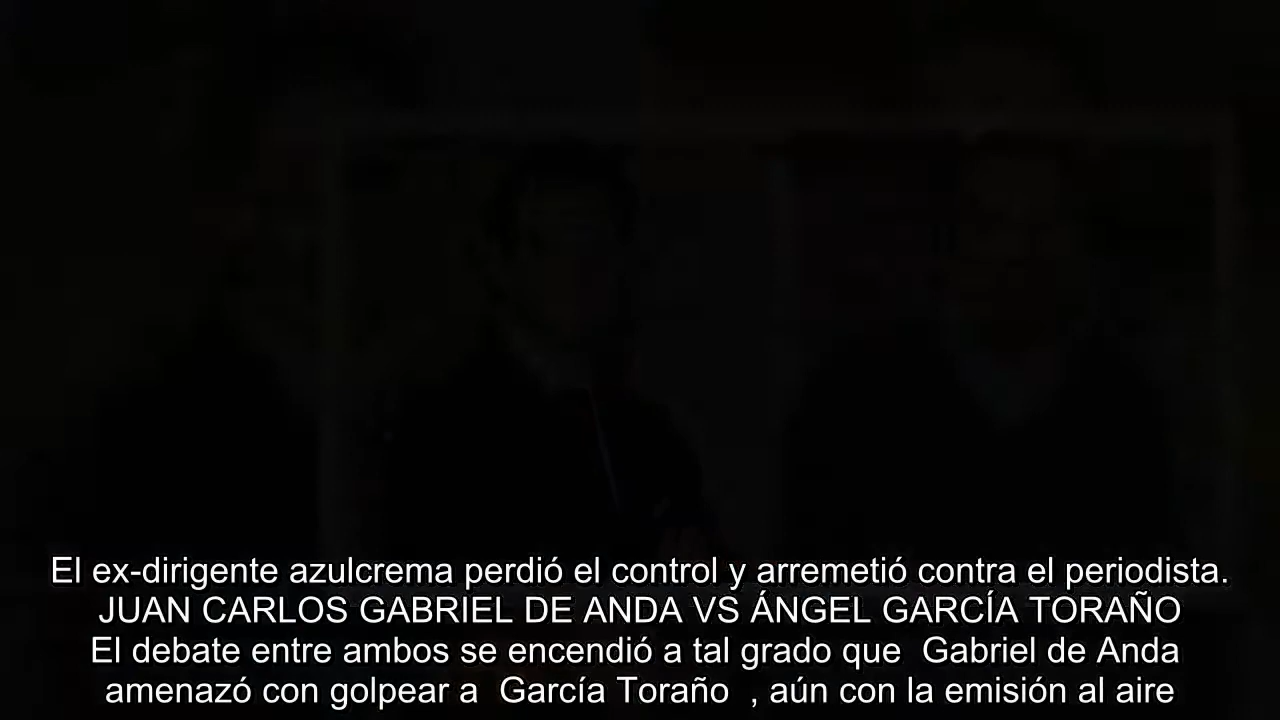 El ex-dirigente azulcrema perdió el control y arremetió contra el periodista.
JUAN CARLOS GABRIEL DE ANDA VS ÁNGEL GARCÍA TORAÑO
El debate entre ambos se encendió a tal grado que  Gabriel de Anda
amenazó con golpear a  García Toraño  , aún con la emisión al aire